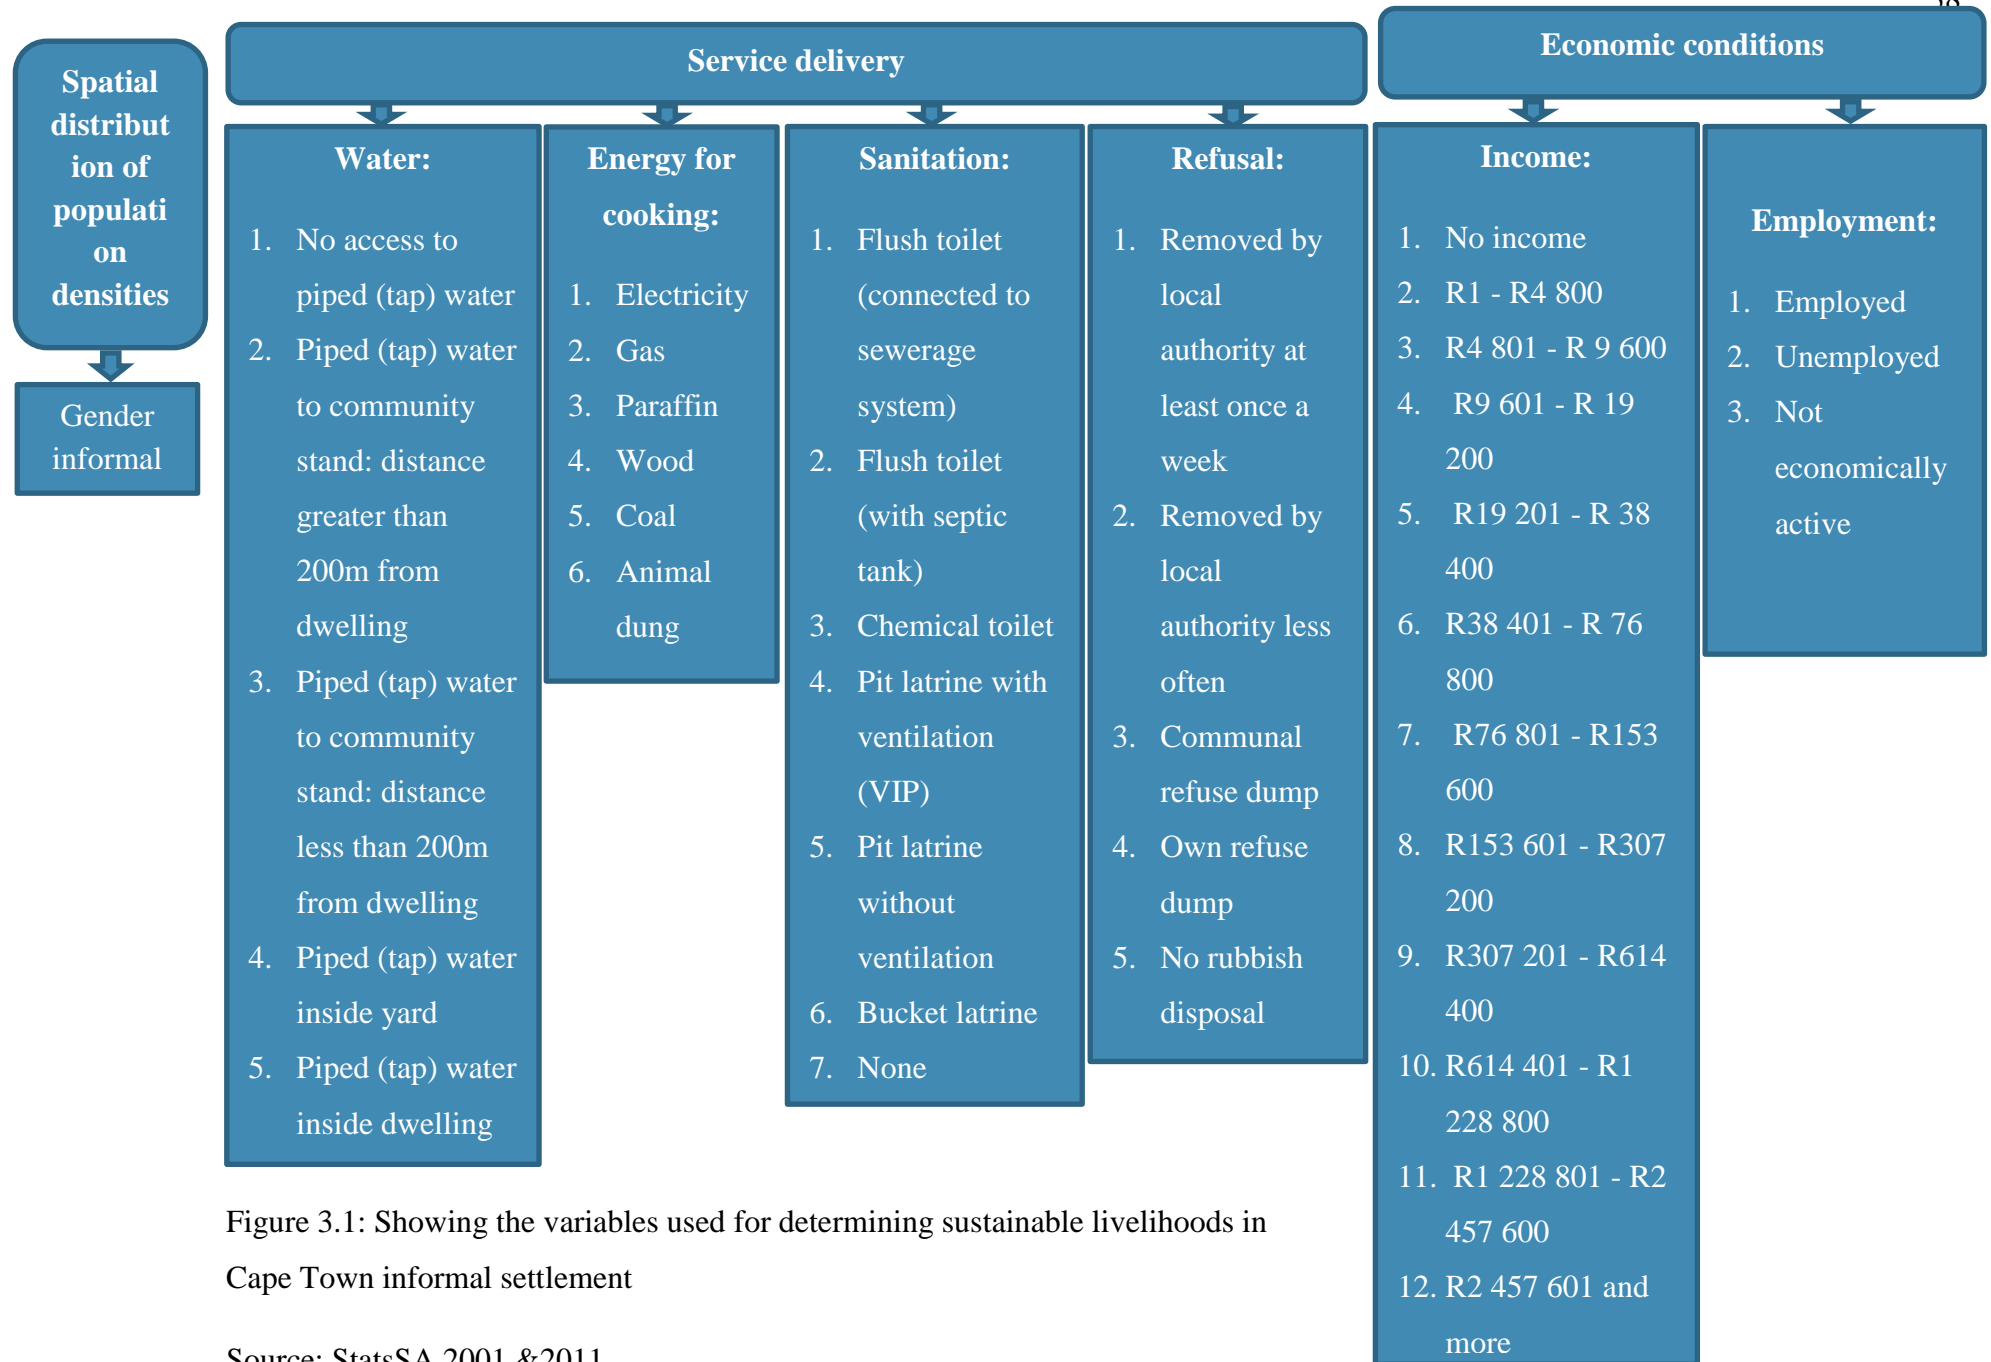 Spatial
distribut
ion of
populati
on
densities
Gender
informal
Service delivery
Water:
1. No access to
piped (tap) water
2. Piped (tap) water
to community
stand: distance
greater than
200m from
dwelling
3. Piped (tap) water
to community
stand: distance
less than 200m
from dwelling
4. Piped (tap) water
inside yard
5. Piped (tap) water
inside dwelling
Energy for
cooking:
1. Electricity
2. Gas
3. Paraffin
4. Wood
5. Coal
6. Animal
dung
Sanitation:
1. Flush toilet
(connected to
sewerage
system)
2. Flush toilet
(with septic
tank)
3. Chemical toilet
4. Pit latrine with
ventilation
(VIP)
5. Pit latrine
without
ventilation
6. Bucket latrine
7. None
Refusal:
1. Removed by
local
authority at
least once a
week
2. Removed by
local
authority less
often
3. Communal
refuse dump
4. Own refuse
dump
5. No rubbish
disposal
Economic conditions
Income:
1. No income
2. R1 - R4 800
3. R4 801 - R 9 600
4. R9 601 - R 19
200
5. R19 201 - R 38
400
6. R38 401 - R 76
800
7. R76 801 - R153
600
8. R153 601 - R307
200
9. R307 201 - R614
400
10. R614 401 - R1
228 800
11. R1 228 801 - R2
457 600
12. R2 457 601 and
more
Employment:
1. Employed
2. Unemployed
3. Not
economically
active
Figure 3.1: Showing the variables used for determining sustainable livelihoods in
Cape Town informal settlement
Source: StatsSA 2001 &2011